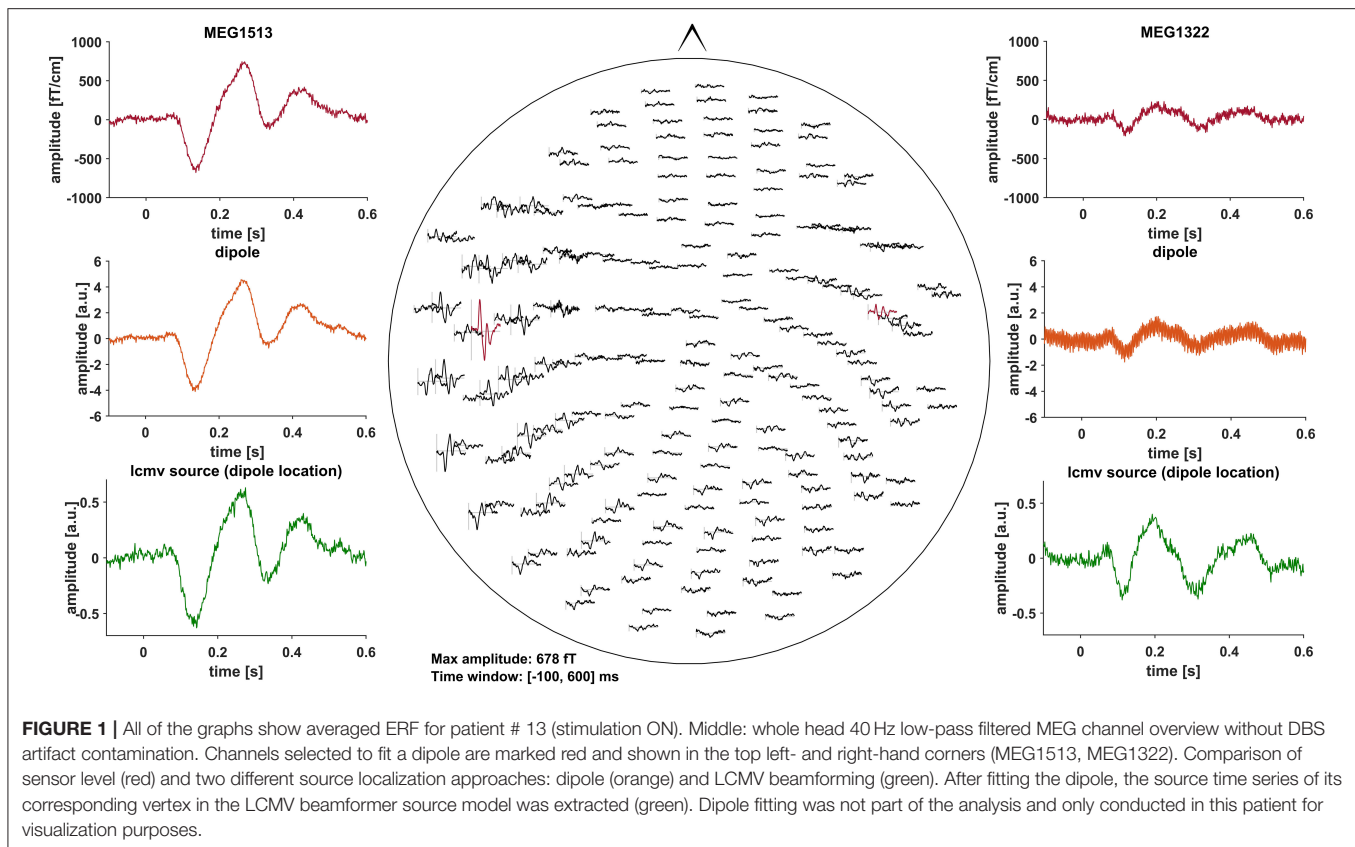 MEG1513
1000
500
0
-500
-1000
amplitude [fT/cm]
0 0.2 0.4 0.6
time [s]
dipole
6
4
2
0
-2
-4
-6
amplitude [a.u.]
0 0.2 0.4 0.6
time [s]
lcmv source (dipole location)
0.5
0
-0.5
amplitude [a.u.]
0 0.2 0.4 0.6
time [s]
Max amplitude: 678 fT
Time window: [-100, 600] ms
MEG1322
1000
500
0
-500
-1000
amplitude [fT/cm]
0 0.2 0.4 0.6
time [s]
dipole
6
4
2
0
-2
-4
-6
amplitude [a.u.]
0 0.2 0.4 0.6
time [s]
lcmv source (dipole location)
0.5
0
-0.5
amplitude [a.u.]
0 0.2 0.4 0.6
time [s]
FIGURE 1 | All of the graphs show averaged ERF for patient # 13 (stimulation ON). Middle: whole head 40 Hz low-pass filtered MEG channel overview without DBS
artifact contamination. Channels selected to fit a dipole are marked red and shown in the top left- and right-hand corners (MEG1513, MEG1322). Comparison of
sensor level (red) and two different source localization approaches: dipole (orange) and LCMV beamforming (green). After fitting the dipole, the source time series of its
corresponding vertex in the LCMV beamformer source model was extracted (green). Dipole fitting was not part of the analysis and only conducted in this patient for
visualization purposes.